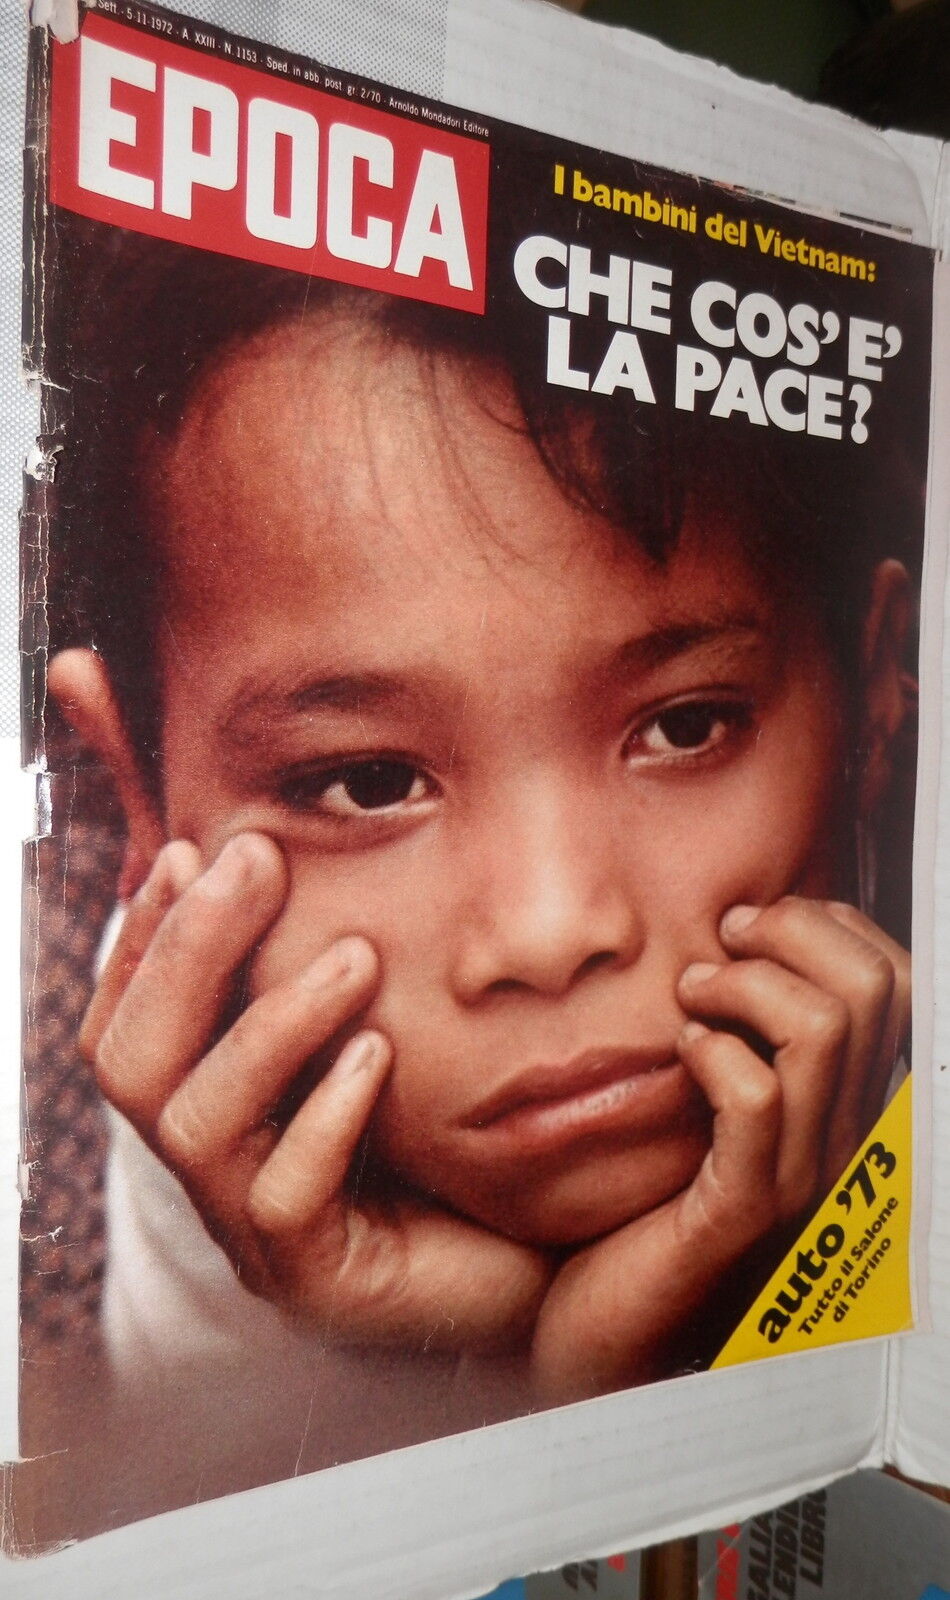 Sett. - 5-11-1972 - A. XXIII - N. 1153 - Sped. in abb. post. gr. 2/70 - Arnoldo Mondadori Editore
EPOCA
I bambini del Vietnam:
CHE COS' E'
LA PACE?
auto '73
Tutto il Salone
di Torino
LIBRO